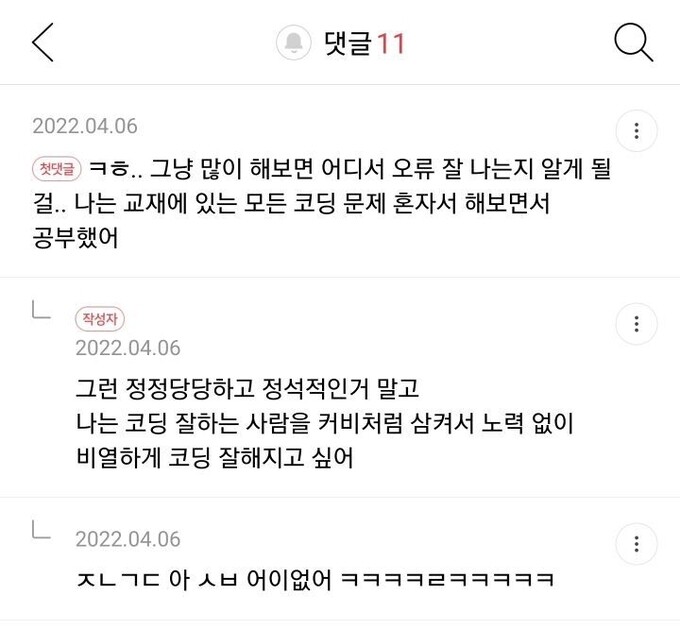 댓글 11
2022.04.06
첫댓글 ㅋㅎ.. 그냥 많이 해보면 어디서 오류 잘 나는지 알게 될
걸.. 나는 교재에 있는 모든 코딩 문제 혼자서 해보면서
공부했어
작성자
2022.04.06
그런 정정당당하고 정석적인거 말고
나는 코딩 잘하는 사람을 커비처럼 삼켜서 노력 없이
비열하게 코딩 잘해지고 싶어
2022.04.06
ㅈㄴㄱㄷ 아 ㅅㅂ 어이없어 ㅋㅋㅋㅋㄹㅋㅋㅋㅋㅋ